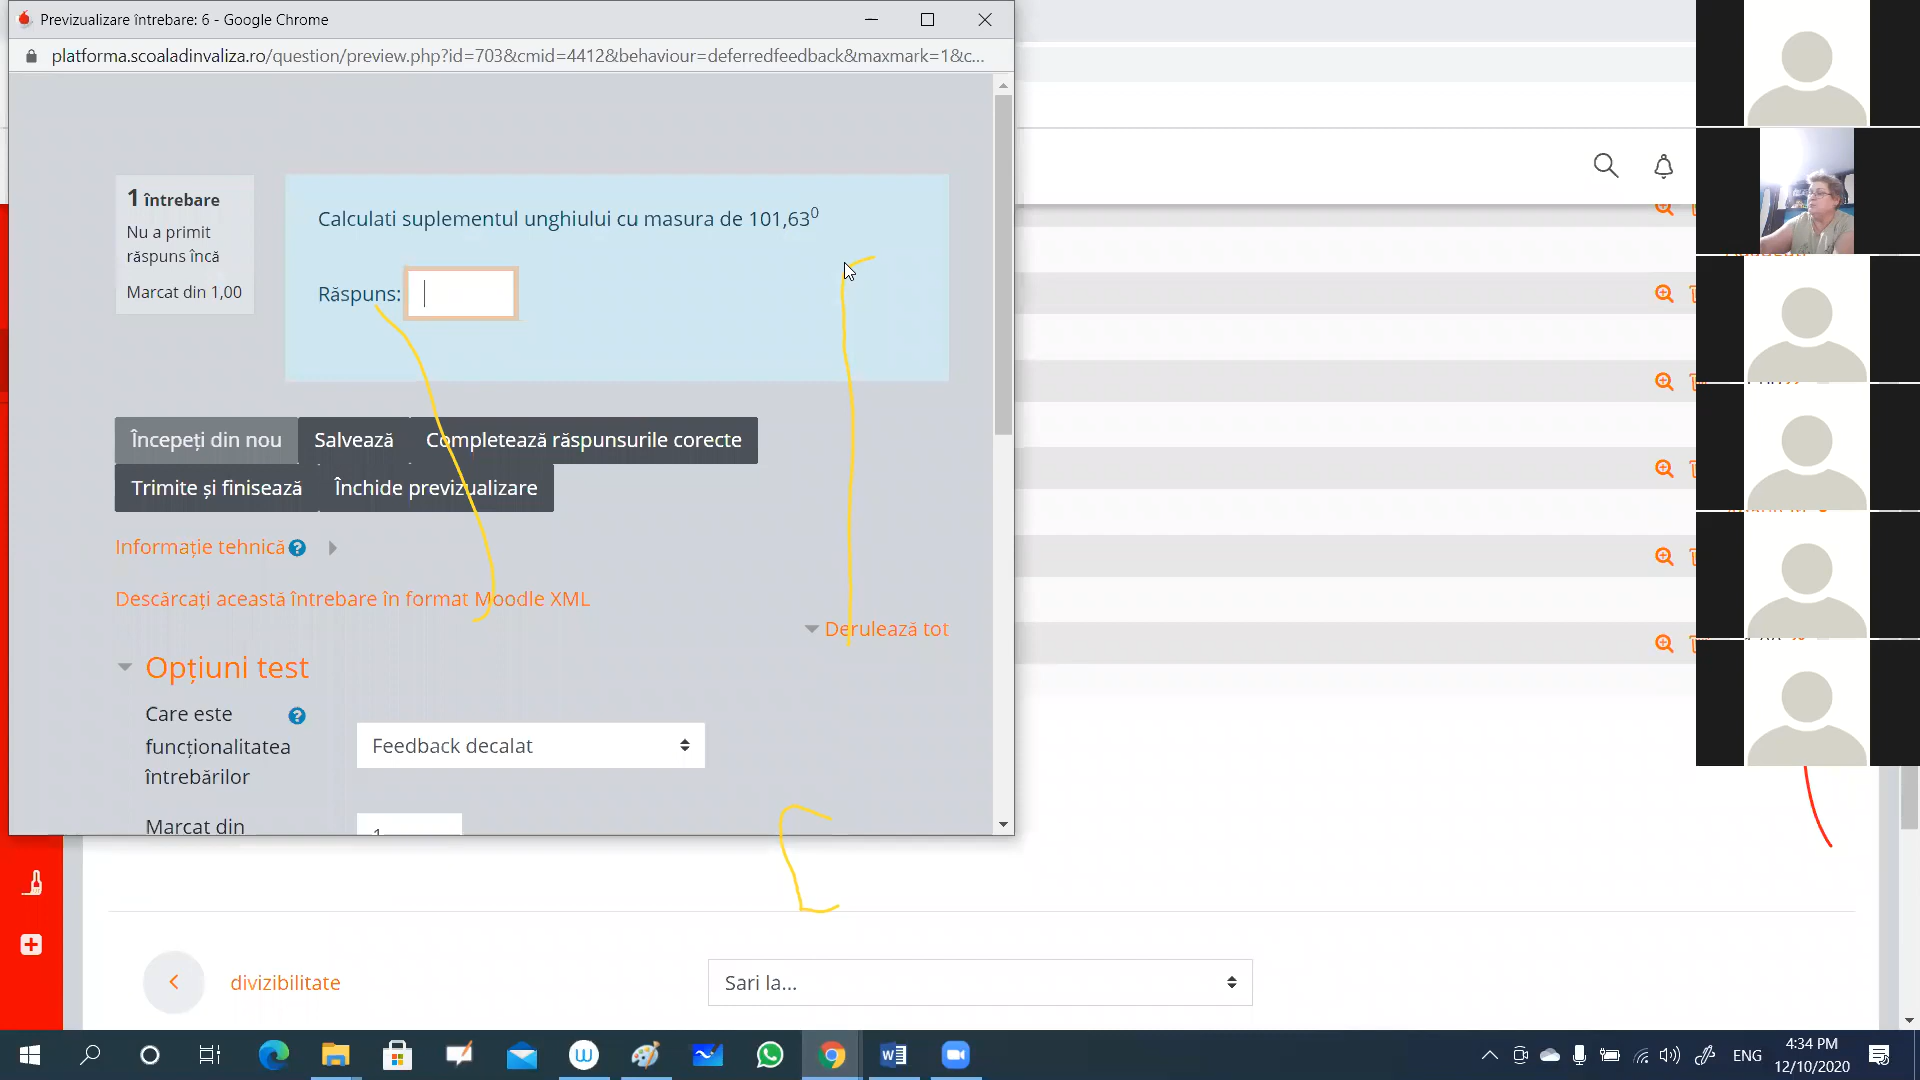 Previzualizare întrebare: 6 - Google Chrome
platforma.scoaladinvaliza.ro/question/preview.php?id=703&cmid=4412&behaviour=deferredfeedback&maxmark=1&c...
1 întrebare
Nu a primit
răspuns încă
Marcat din 1,00
Calculati suplementul unghiului cu masura de 101,63⁰
Răspuns:
Începeți din nou
Salvează
Completează răspunsurile corecte
Trimite și finisează
Închide previzualizare
Informație tehnică
Descărcați această întrebare în format Moodle XML
Derulează tot
Opțiuni test
Care este
funcționalitatea
întrebărilor
Feedback decalat
Marcat din
1
divizibilitate
Sari la...
ENG
4:34 PM
12/10/2020